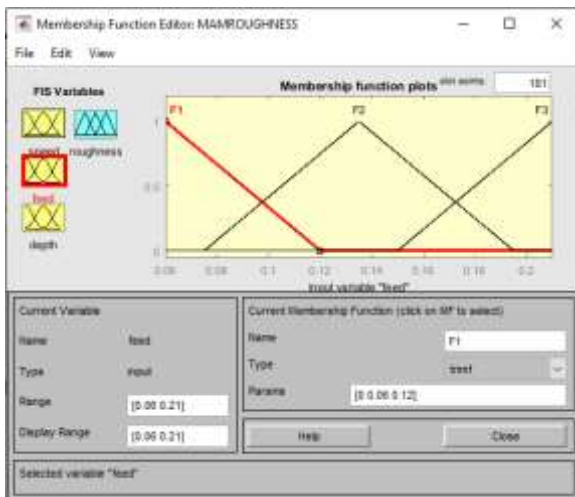 Membership Function Editor: MAMROUGHNESS
File Edit View
FIS Variables
Membership function plots plot points: 181
F1 F2 F3
speed roughness
feed
depth
1
0.5
0
0.06 0.08 0.1 0.12 0.14 0.16 0.18 0.2
input variable "feed"
Current Variable
Name feed
Type input
Range [0.06 0.21]
Display Range [0.06 0.21]
Current Membership Function (click on MF to select)
Name F1
Type trimf
Params [0 0.06 0.12]
Help Close
Selected variable "feed"